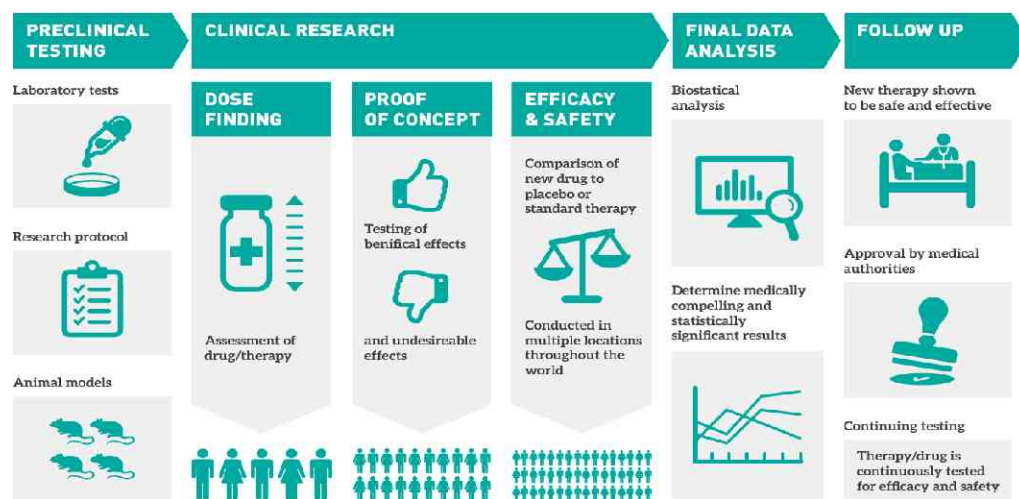 PRECLINICAL
TESTING
Laboratory tests
Research protocol
Animal models
CLINICAL RESEARCH
DOSE
FINDING
Assessment of
drug/therapy
PROOF
OF CONCEPT
Testing of
benifical effects
and undesireable
effects
EFFICACY
& SAFETY
Comparison of
new drug to
placebo or
standard therapy
Conducted in
multiple locations
throughout the
world
FINAL DATA
ANALYSIS
Biostatical
analysis
Determine medically
compelling and
statistically
significant results
FOLLOW UP
New therapy shown
to be safe and effective
Approval by medical
authorities
Continuing testing
Therapy/drug is
continuously tested
for efficacy and safety